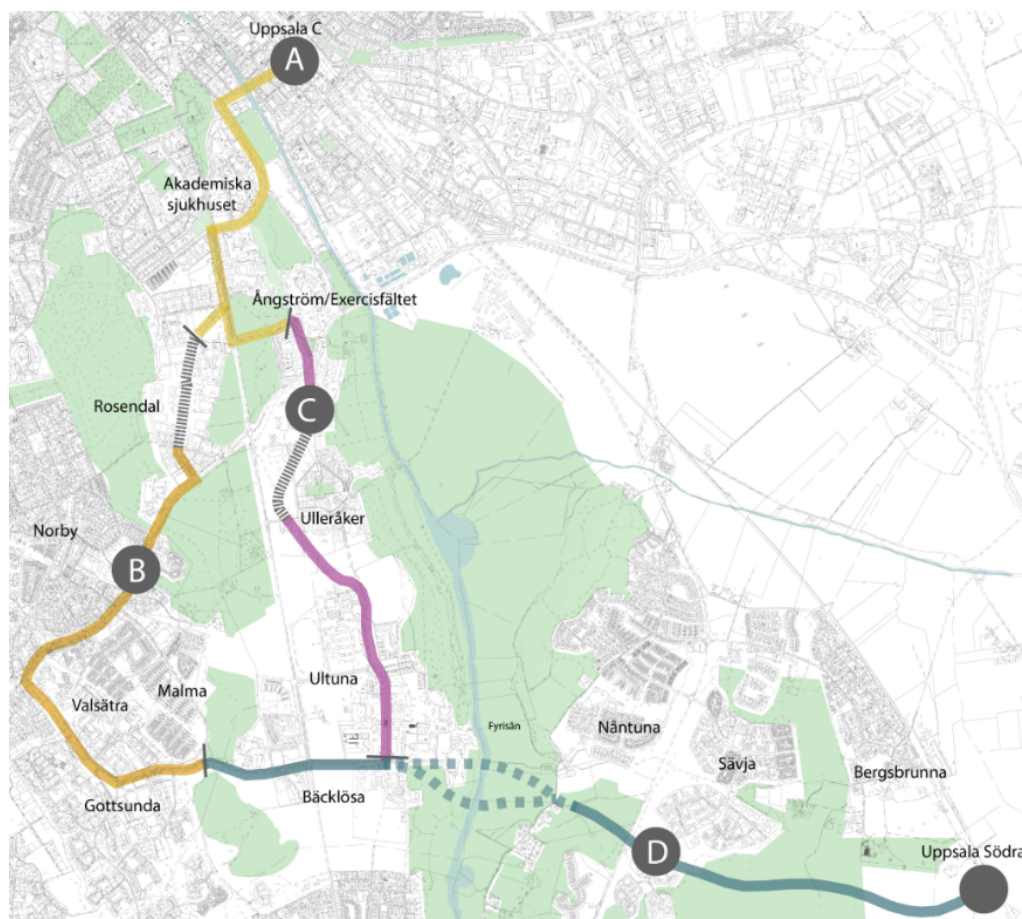 Uppsala C
A
Akademiska
sjukhuset
Ångström/Exercisfältet
Rosendal
C
Ulleråker
Norby
B
Ultuna
Malma
Valsätra
Fyrisån
Nåntuna
Sävja
Bergsbrunna
Gottsunda
Bäcklösa
D
Uppsala Södra